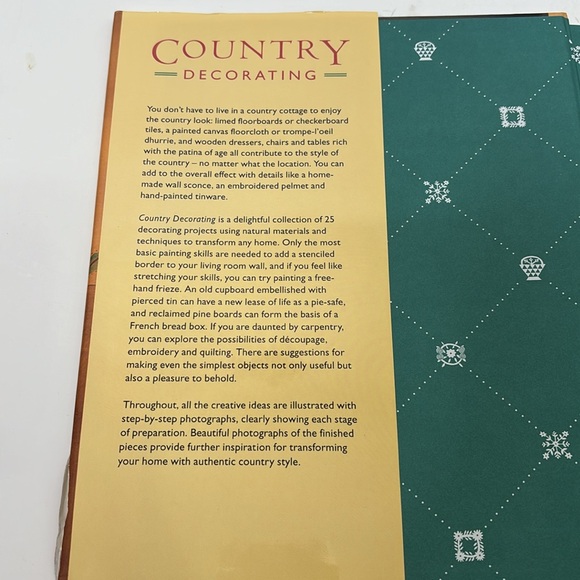 COUNTRY
DECORATING
You don't have to live in a country cottage to enjoy
the country look: limed floorboards or checkerboard
tiles, a painted canvas floorcloth or trompe-l'oeil
dhurrie, and wooden dressers, chairs and tables rich
with the patina of age all contribute to the style of
the country – no matter what the location. You can
add to the overall effect with details like a home-
made wall sconce, an embroidered pelmet and
hand-painted tinware.
Country Decorating is a delightful collection of 25
decorating projects using natural materials and
techniques to transform any home. Only the most
basic painting skills are needed to add a stenciled
border to your living room wall, and if you feel like
stretching your skills, you can try painting a free-
hand frieze. An old cupboard embellished with
pierced tin can have a new lease of life as a pie-safe,
and reclaimed pine boards can form the basis of a
French bread box. If you are daunted by carpentry,
you can explore the possibilities of découpage,
embroidery and quilting. There are suggestions for
making even the simplest objects not only useful but
also a pleasure to behold.
Throughout, all the creative ideas are illustrated with
step-by-step photographs, clearly showing each stage
of preparation. Beautiful photographs of the finished
pieces provide further inspiration for transforming
your home with authentic country style.